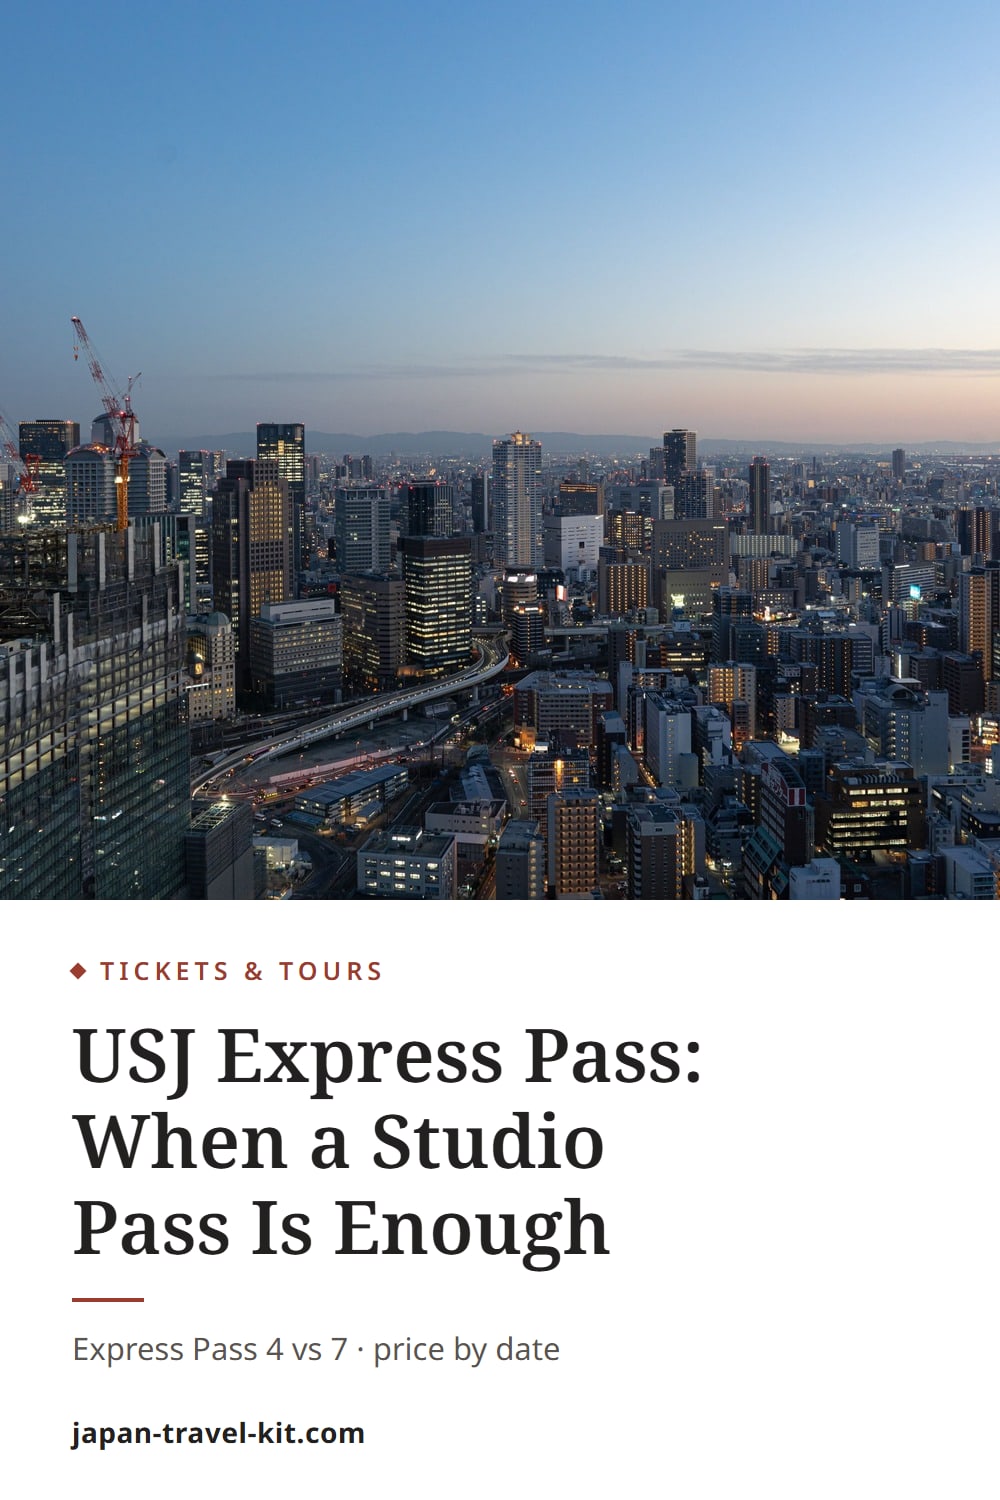 TICKETS & TOURS
USJ Express Pass:
When a Studio
Pass Is Enough
Express Pass 4 vs 7 · price by date
japan-travel-kit.com